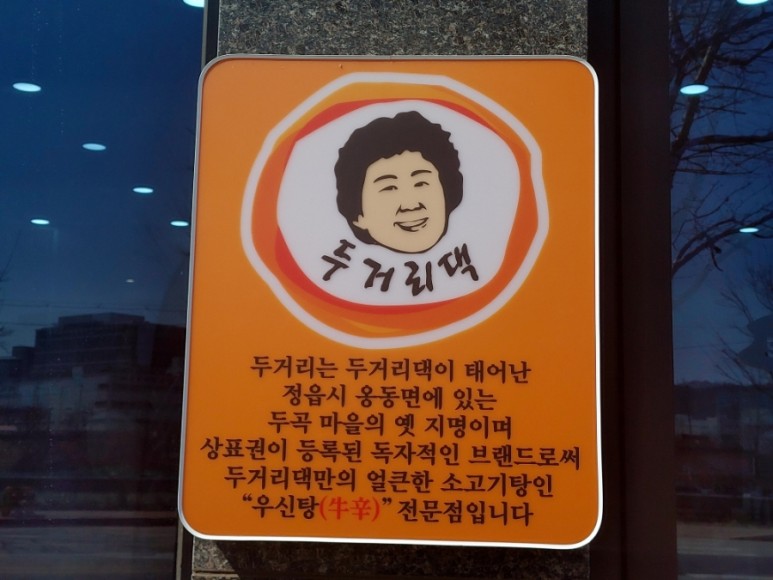 두거리댁
두거리는 두거리댁이 태어난
정읍시 옹동면에 있는
두곡 마을의 옛 지명이며
상표권이 등록된 독자적인 브랜드로써
두거리댁만의 얼큰한 소고기탕인
“우신탕(牛辛)” 전문점입니다